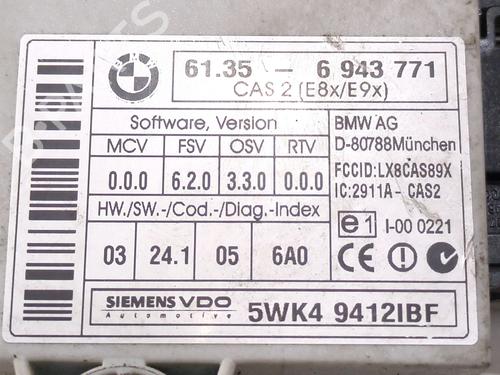 BMW
61.35 - 6 943 771
CAS 2 (E8x/E9x)
Software, Version
MCV FSV OSV RTV
0.0.0 6.2.0 3.3.0 0.0.0
HW./SW.-/Cod.-/Diag.-Index
03 24.1 05 6A0
BMW AG
D-80788München
FCCID:LX8CAS89X
IC:2911A- CAS2
e1 I-00 0221
CE
SIEMENS VDO
Automotive
5WK4 9412IBF